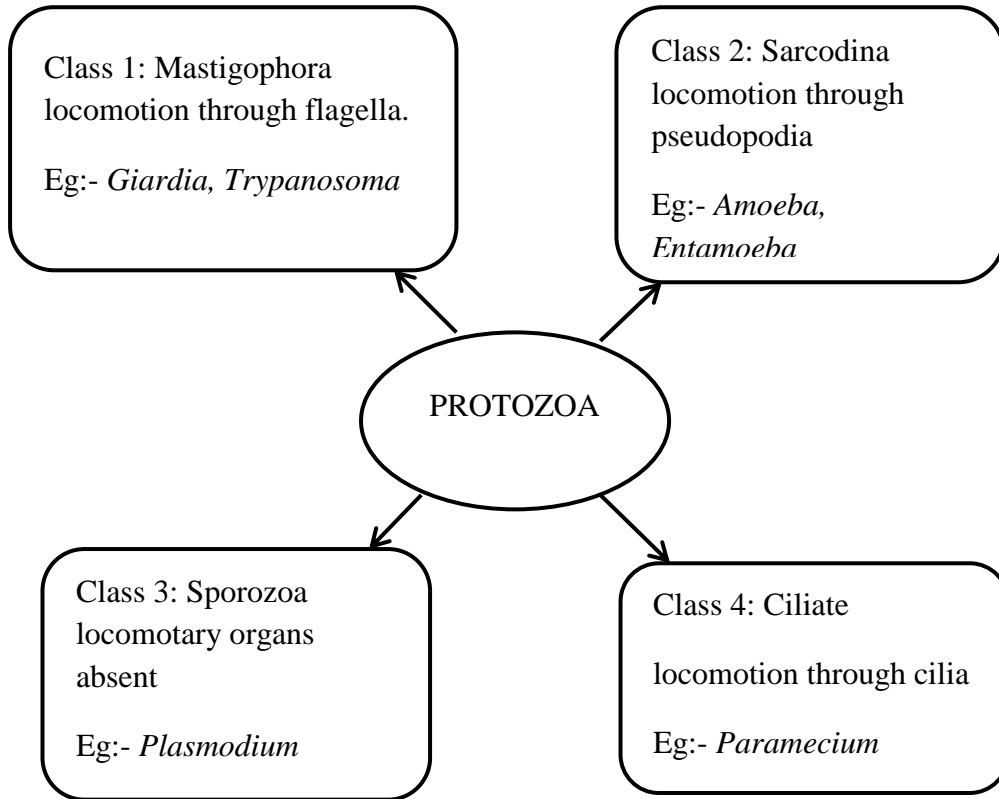 Class 1: Mastigophora
locomotion through flagella.
Eg:- Giardia, Trypanosoma
Class 2: Sarcodina
locomotion through
pseudopodia
Eg:- Amoeba,
Entamoeba
PROTOZOA
Class 3: Sporozoa
locomotary organs
absent
Eg:- Plasmodium
Class 4: Ciliate
locomotion through cilia
Eg:- Paramecium